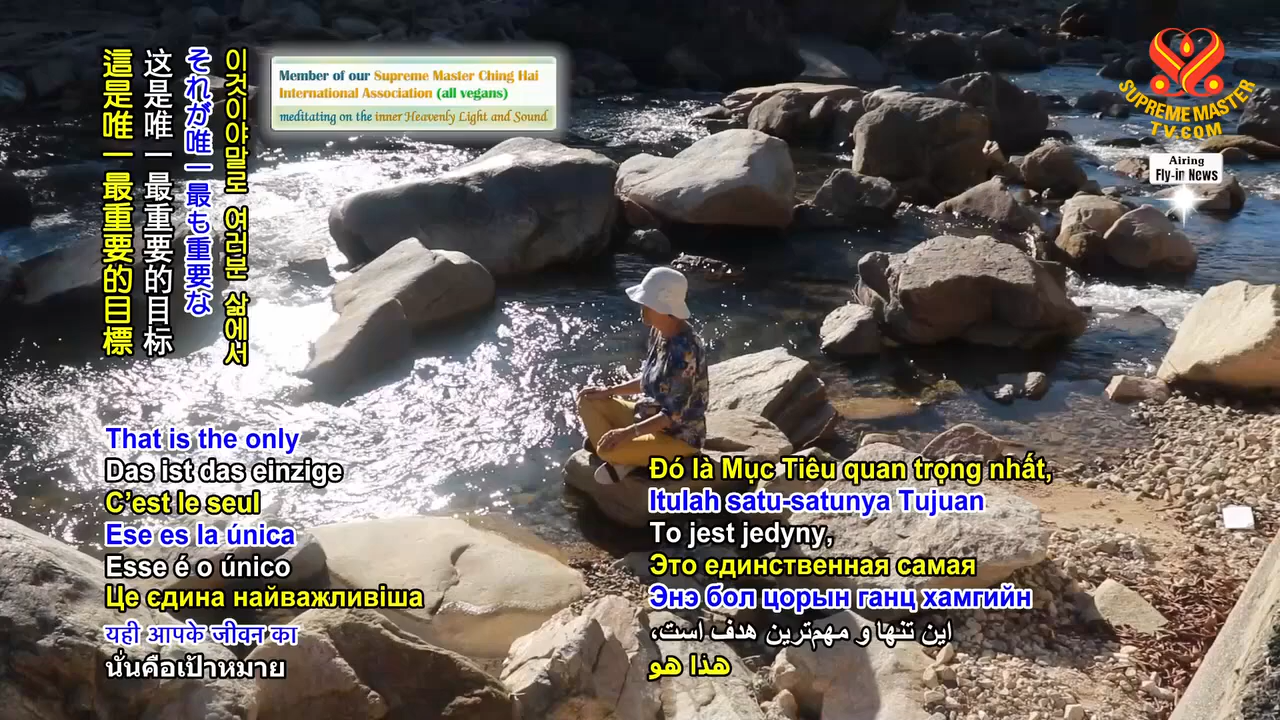 這是唯一最重要的目標
这是唯一最重要的目标
それが唯一最も重要な
이것이야말로 여러분 삶에서
Member of our Supreme Master Ching Hai
International Association (all vegans)
meditating on the inner Heavenly Light and Sound
SUPREME MASTER
TV.COM
Airing
Fly-in News
That is the only
Das ist das einzige
C’est le seul
Ese es la única
Esse é o único
Це єдина найважливіша
यही आपके जीवन का
นั่นคือเป้าหมาย
Đó là Mục Tiêu quan trọng nhất,
Itulah satu-satunya Tujuan
To jest jedyny,
Это единственная самая
Энэ бол цорын ганц хамгийн
این تنها و مهم‌ترین هدف است،
هذا هو